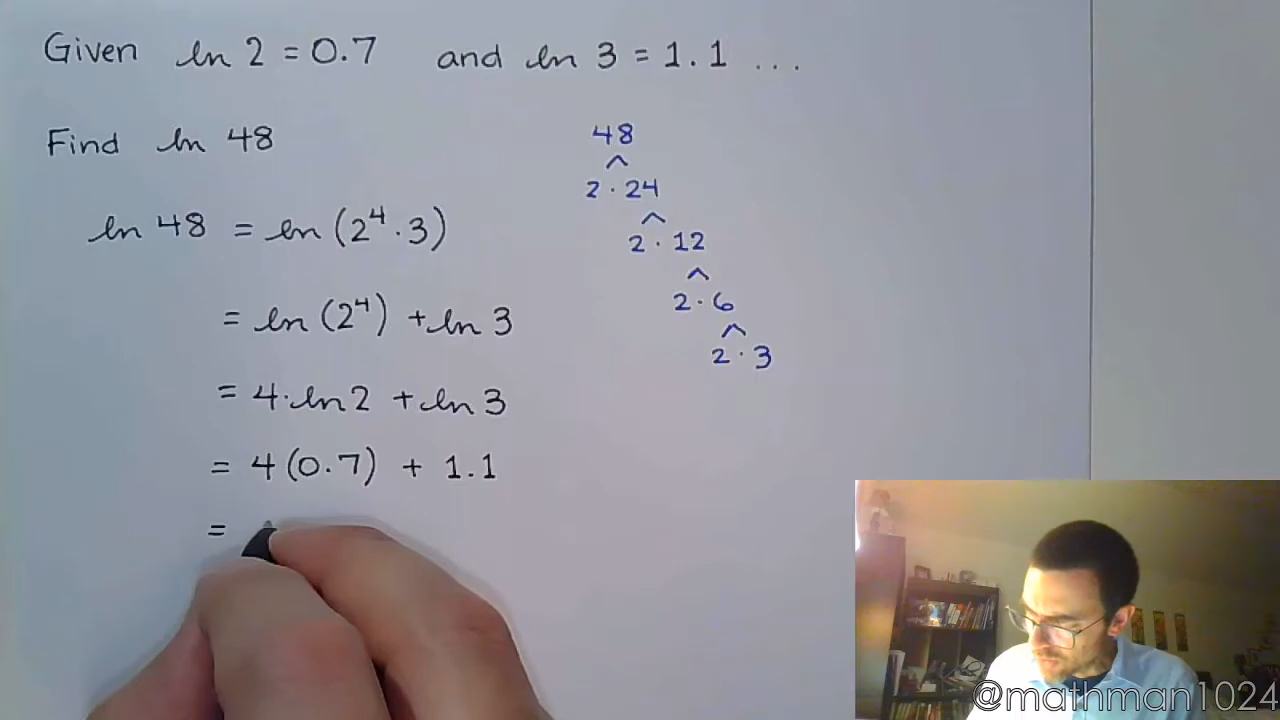 Given ln 2 = 0.7 and ln 3 = 1.1 ...
Find ln 48
ln 48 = ln (2⁴ · 3)
= ln (2⁴) + ln 3
= 4 · ln 2 + ln 3
= 4 (0.7) + 1.1
=
48
2 · 24
2 · 12
2 · 6
2 · 3
@mathman1024